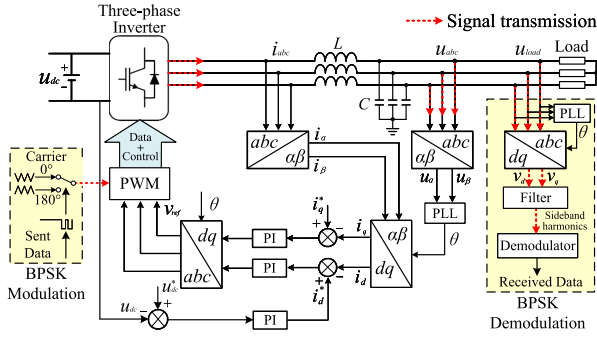 Three-phase
Inverter
Signal transmission
i_abc
L
u_abc
u_load
Load
u_dc
+
-
C
Data
+
Control
abc
αβ
i_α
i_β
abc
αβ
u_α
u_β
PLL
θ
PLL
θ
abc
dq
v_d
v_q
Filter
Sideband
harmonics
Demodulator
Received Data
BPSK
Demodulation
Carrier
0°
180°
Sent
Data
BPSK
Modulation
PWM
v_ref
θ
dq
abc
PI
PI
i*_q
+
-
i_q
+
-
i*_d
i_d
αβ
dq
u_dc
-
u*_dc
+
PI